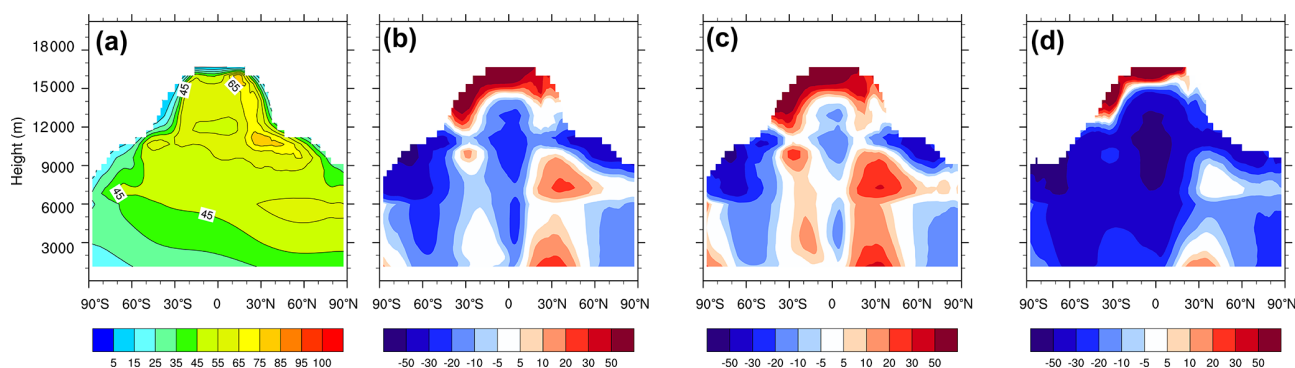 (a) (b) (c) (d)
18000
15000
12000
9000
6000
3000
Height (m)
45 65
45
45
90°S 60°S 30°S 0 30°N 60°N 90°N
90°S 60°S 30°S 0 30°N 60°N 90°N
90°S 60°S 30°S 0 30°N 60°N 90°N
90°S 60°S 30°S 0 30°N 60°N 90°N
5 15 25 35 45 55 65 75 85 95 100
-50 -30 -20 -10 -5 5 10 20 30 50
-50 -30 -20 -10 -5 5 10 20 30 50
-50 -30 -20 -10 -5 5 10 20 30 50